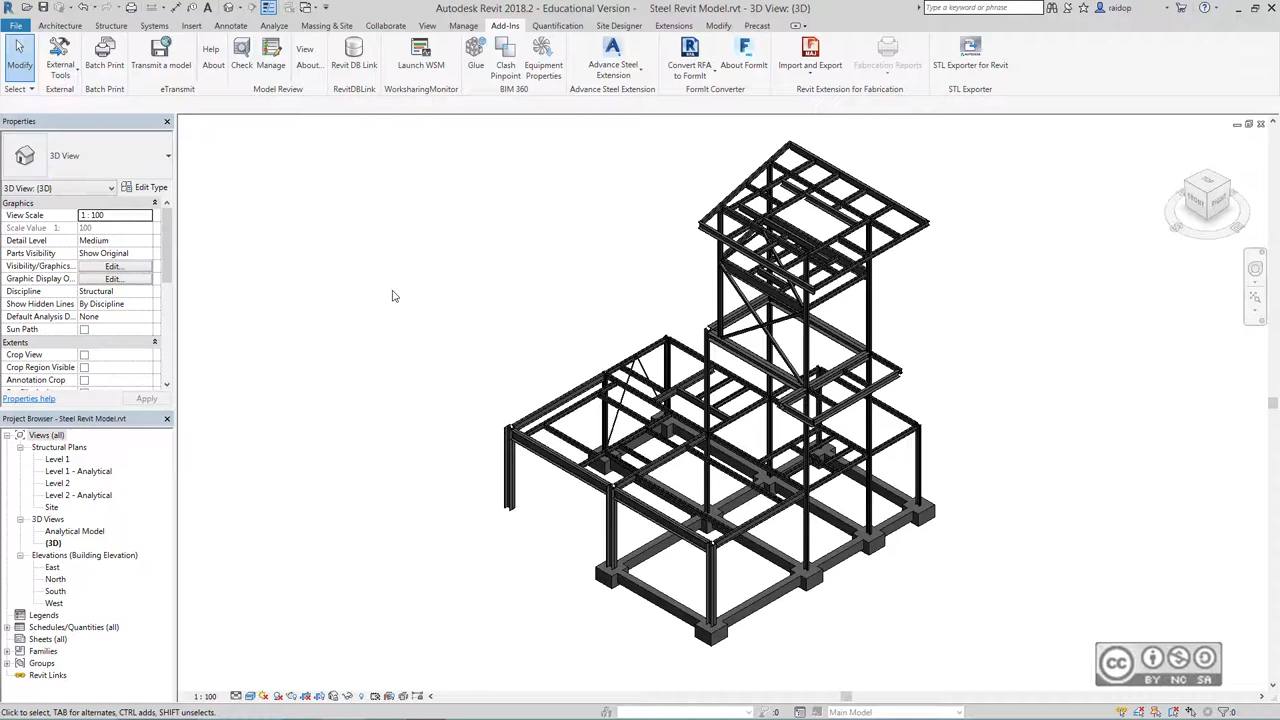 Autodesk Revit 2018.2 - Educational Version - Steel Revit Model.rvt - 3D View: {3D}
Type a keyword or phrase
raidop
File Architecture Structure Systems Insert Annotate Analyze Massing & Site Collaborate View Manage Add-Ins Quantification Site Designer Extensions Modify Precast
Modify
External Tools
Batch Print
Transmit a model
Help About
Check
Manage
View About...
Revit DB Link
Launch WSM
Glue
Clash Pinpoint
Equipment Properties
Advance Steel Extension
Convert RFA to FormIt
About FormIt
Import and Export
Fabrication Reports
STL Exporter for Revit
Select External Batch Print eTransmit Model Review RevitDBLink WorksharingMonitor BIM 360 Advance Steel Extension FormIt Converter Revit Extension for Fabrication STL Exporter
Properties
3D View
3D View: {3D} Edit Type
Graphics
View Scale 1 : 100
Scale Value 1: 100
Detail Level Medium
Parts Visibility Show Original
Visibility/Graphics... Edit...
Graphic Display O... Edit...
Discipline Structural
Show Hidden Lines By Discipline
Default Analysis D... None
Sun Path
Extents
Crop View
Crop Region Visible
Annotation Crop
Properties help Apply
Project Browser - Steel Revit Model.rvt
Views (all)
Structural Plans
Level 1
Level 1 - Analytical
Level 2
Level 2 - Analytical
Site
3D Views
Analytical Model
{3D}
Elevations (Building Elevation)
East
North
South
West
Legends
Schedules/Quantities (all)
Sheets (all)
Families
Groups
Revit Links
TOP
FRONT
RIGHT
cc
BY NC SA
1 : 100
Click to select, TAB for alternates, CTRL adds, SHIFT unselects.
:0
Main Model
:0